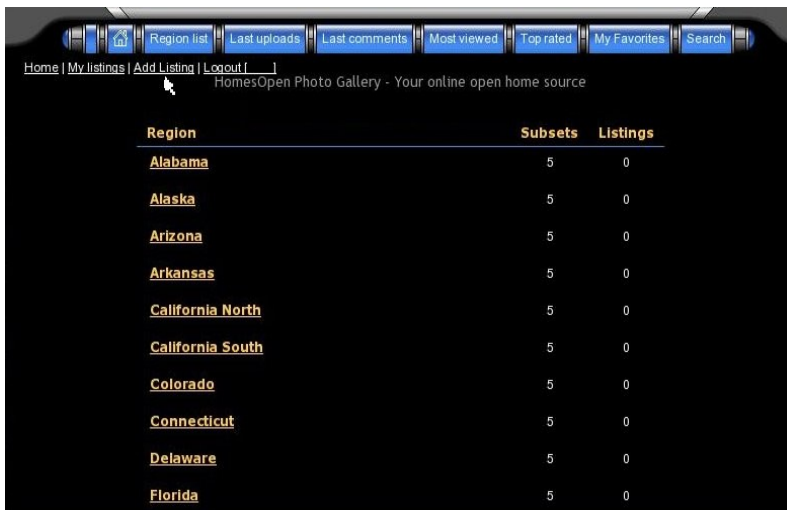 Region list Last uploads Last comments Most viewed Top rated My Favorites Search
Home | My listings | Add Listing | Logout [ ]
HomesOpen Photo Gallery - Your online open home source
Region Subsets Listings
Alabama 5 0
Alaska 5 0
Arizona 5 0
Arkansas 5 0
California North 5 0
California South 5 0
Colorado 5 0
Connecticut 5 0
Delaware 5 0
Florida 5 0